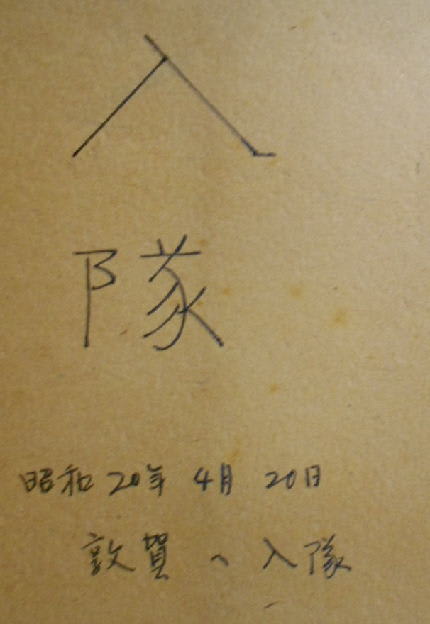 入
隊
昭和20年 4月 20日
敦賀へ入隊